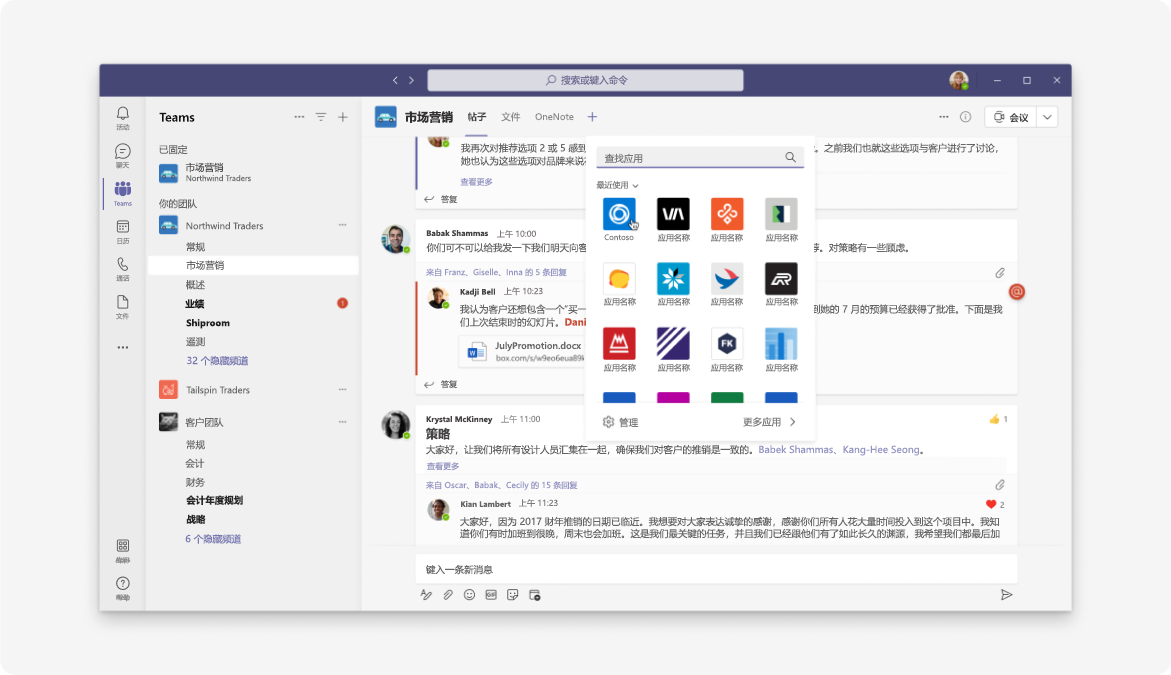 搜索或键入命令
活动
聊天
Teams
日历
通话
文件
帮助
Teams
已固定
市场营销
Northwind Traders
你的团队
Northwind Traders
常规
市场营销
概述
业绩
1
Shiproom
遥测
32 个隐藏频道
Tailspin Traders
客户团队
常规
会计
财务
会计年度规划
战略
6 个隐藏频道
市场营销
帖子
文件
OneNote
会议
我再次对推荐选项 2 或 5 感到
。之前我们也就这些选项与客户进行了讨论，
她也认为这些选项对品牌来说
查看更多
答复
Babak Shammas 上午 10:00
你们可不可以给我发一下我们明天向客
。对策略有一些顾虑。
来自 Franz、Giselle、Inna 的 5 条回复
Kadji Bell 上午 10:23
我认为客户还想包含一个“买一
到她的 7 月的预算已经获得了批准。下面是我
们上次结束时的幻灯片。Dani
JulyPromotion.docx
box.com/s/w9eo6eua89k
答复
@
查找应用
最近使用
Contoso
应用名称
应用名称
应用名称
应用名称
应用名称
应用名称
应用名称
应用名称
应用名称
FK
应用名称
应用名称
管理
更多应用
Krystal McKinney 上午 11:00
1
策略
大家好，让我们将所有设计人员汇集在一起，确保我们对客户的推销是一致的。Babek Shammas、Kang-Hee Seong。
查看更多
来自 Oscar、Babak、Cecily 的 15 条回复
Kian Lambert 上午 11:23
2
大家好，因为 2017 财年推销的日期已临近。我想要对大家表达诚挚的感谢，感谢你们所有人花大量时间投入到这个项目中。我知
道你们有时加班到很晚，周末也会加班。这是我们最关键的任务，并且我们已经跟他们有了如此长久的渊源，我希望我们都最后加
键入一条新消息
GIF